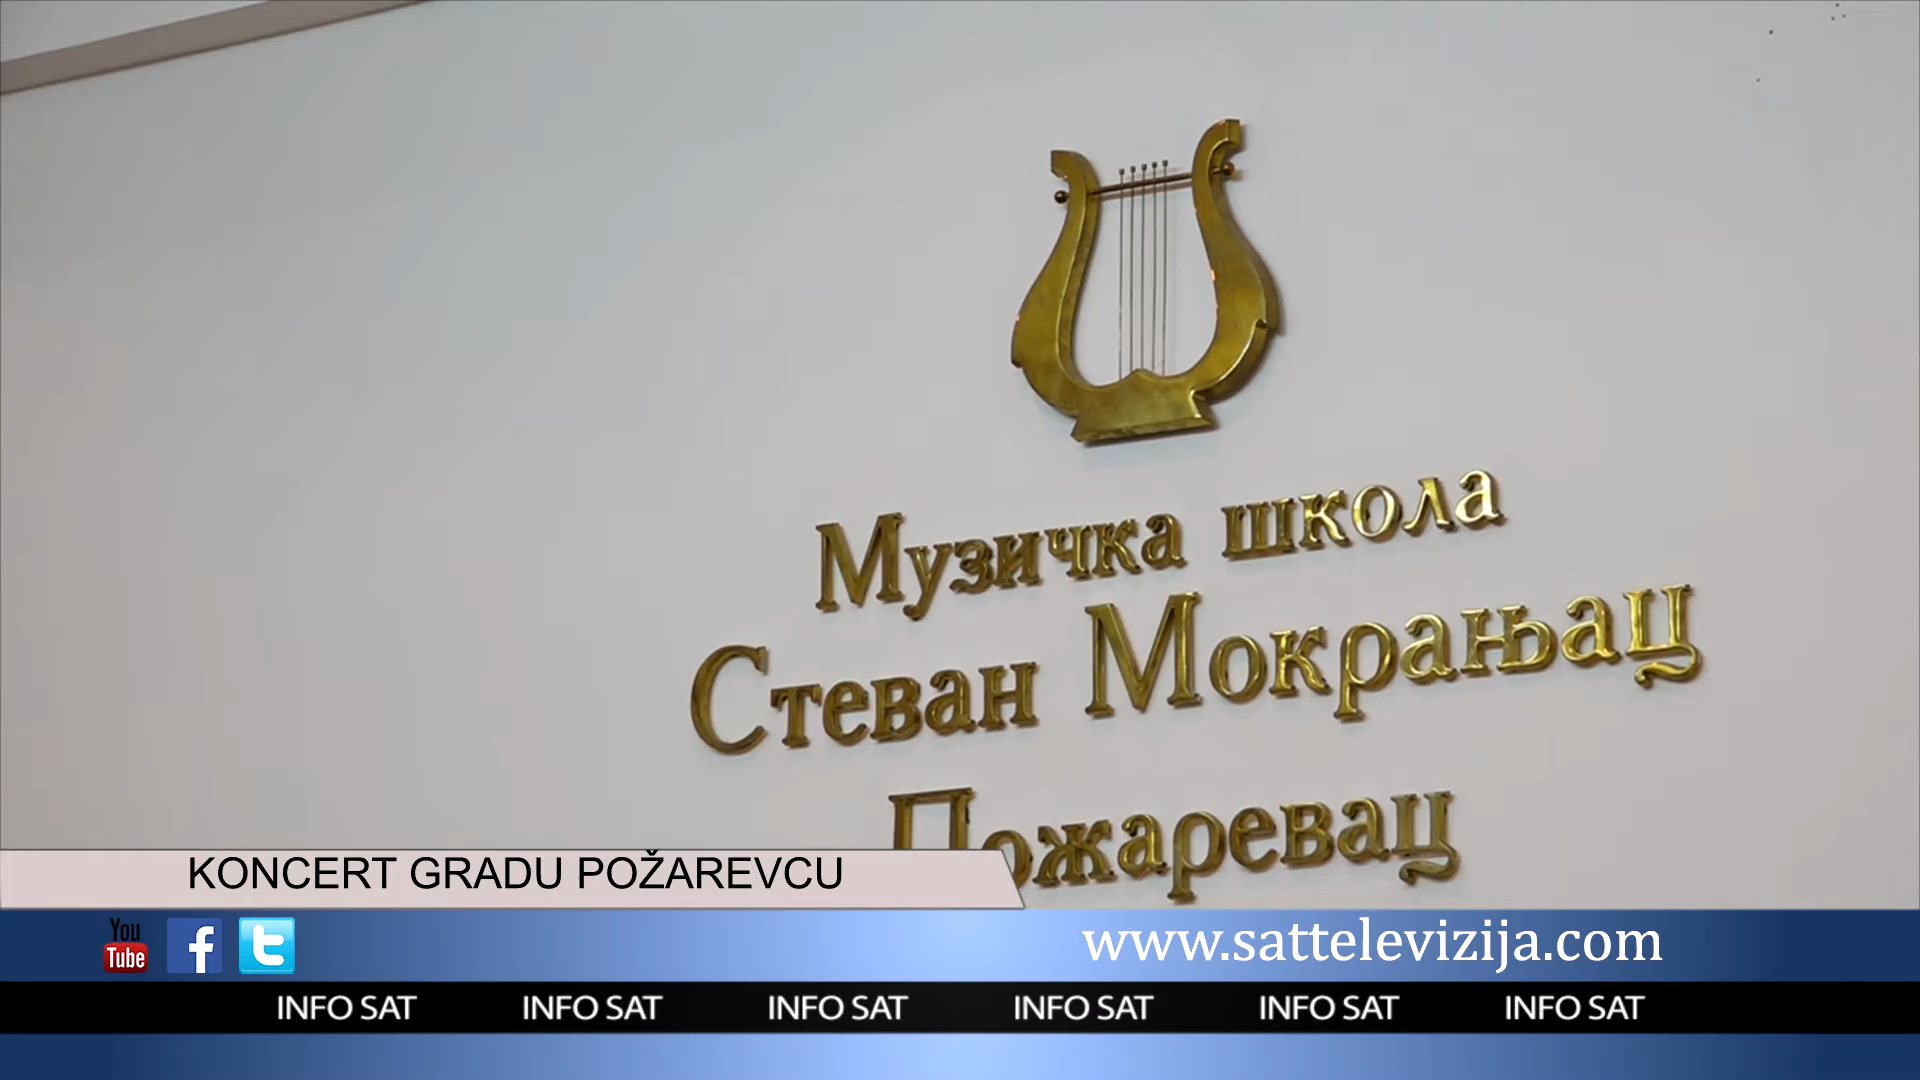 Музичка школа
Стеван Мокрањац
Пожаревац
KONCERT GRADU POŽAREVCU
You Tube f t www.sattelevizija.com
INFO SAT INFO SAT INFO SAT INFO SAT INFO SAT INFO SAT